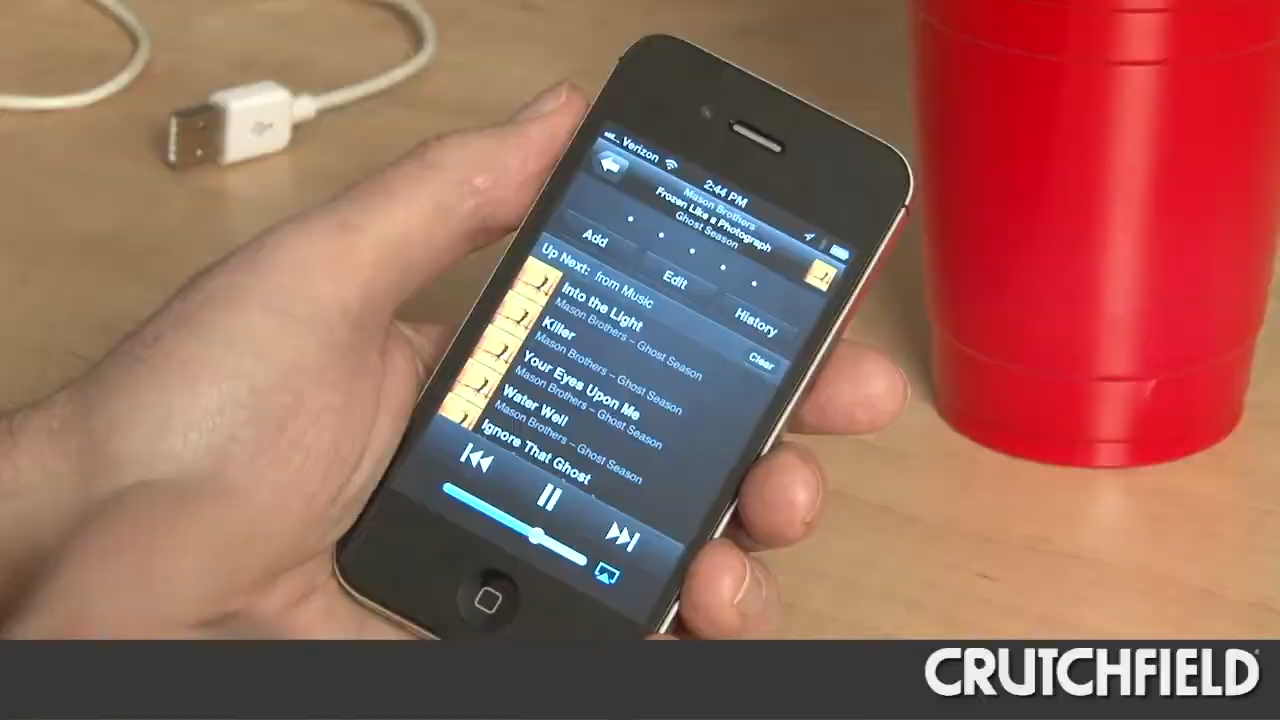 Verizon
2:44 PM
Mason Brothers
Frozen Like a Photograph
Ghost Season
Add
Edit
History
Up Next: from Music
Clear
Into the Light
Mason Brothers – Ghost Season
Killer
Mason Brothers – Ghost Season
Your Eyes Upon Me
Mason Brothers – Ghost Season
Water Well
Mason Brothers – Ghost Season
Ignore That Ghost
CRUTCHFIELD